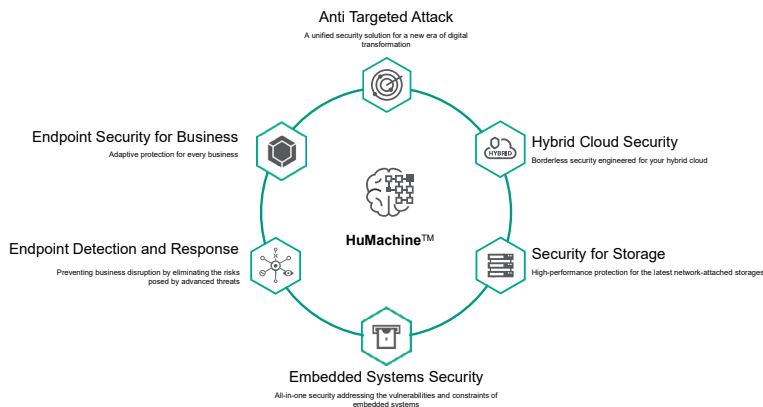 Anti Targeted Attack
A unified security solution for a new era of digital
transformation
Endpoint Security for Business
Adaptive protection for every business
HYBRID
Hybrid Cloud Security
Borderless security engineered for your hybrid cloud
HuMachine™
Endpoint Detection and Response
Preventing business disruption by eliminating the risks
posed by advanced threats
Security for Storage
High-performance protection for the latest network-attached storages
Embedded Systems Security
All-in-one security addressing the vulnerabilities and constraints of
embedded systems